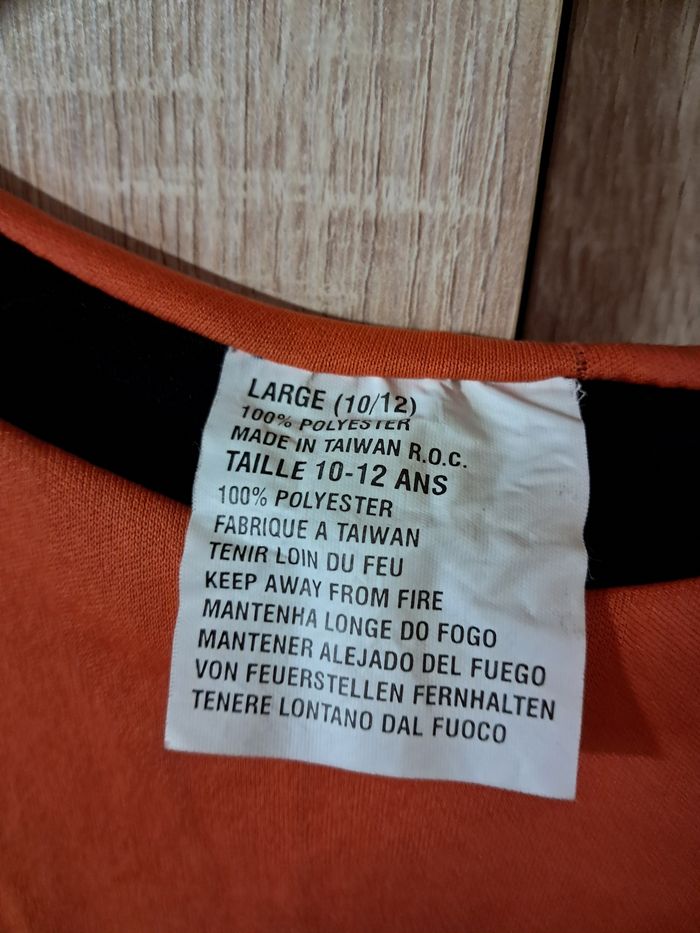 LARGE (10/12)
100% POLYESTER
MADE IN TAIWAN R.O.C.
TAILLE 10-12 ANS
100% POLYESTER
FABRIQUE A TAIWAN
TENIR LOIN DU FEU
KEEP AWAY FROM FIRE
MANTENHA LONGE DO FOGO
MANTENER ALEJADO DEL FUEGO
VON FEUERSTELLEN FERNHALTEN
TENERE LONTANO DAL FUOCO